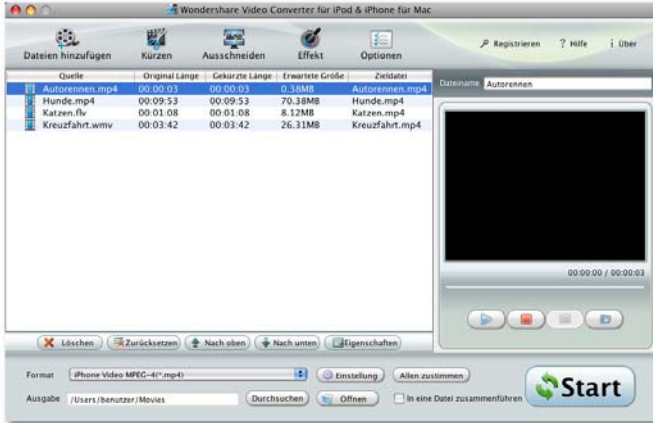 Wondershare Video Converter für iPod & iPhone für Mac
Dateien hinzufügen Kürzen Ausschneiden Effekt Optionen Registrieren ? Hilfe i Über
Quelle Original Länge Gekürzte Länge Erwartete Größe Zieldatei
Autorennen.mp4 00:00:03 00:00:03 0.38MB Autorennen.mp4
Hunde.mp4 00:09:53 00:09:53 70.38MB Hunde.mp4
Katzen.flv 00:01:08 00:01:08 8.12MB Katzen.mp4
Kreuzfahrt.wmv 00:03:42 00:03:42 26.31MB Kreuzfahrt.mp4
Dateiname Autorennen
00:00:00 / 00:00:03
Löschen Zurücksetzen Nach oben Nach unten Eigenschaften
Format iPhone Video MPEG-4(*.mp4) Einstellung Allen zustimmen
Ausgabe /Users/benutzer/Movies Durchsuchen Öffnen In eine Datei zusammenführen
Start